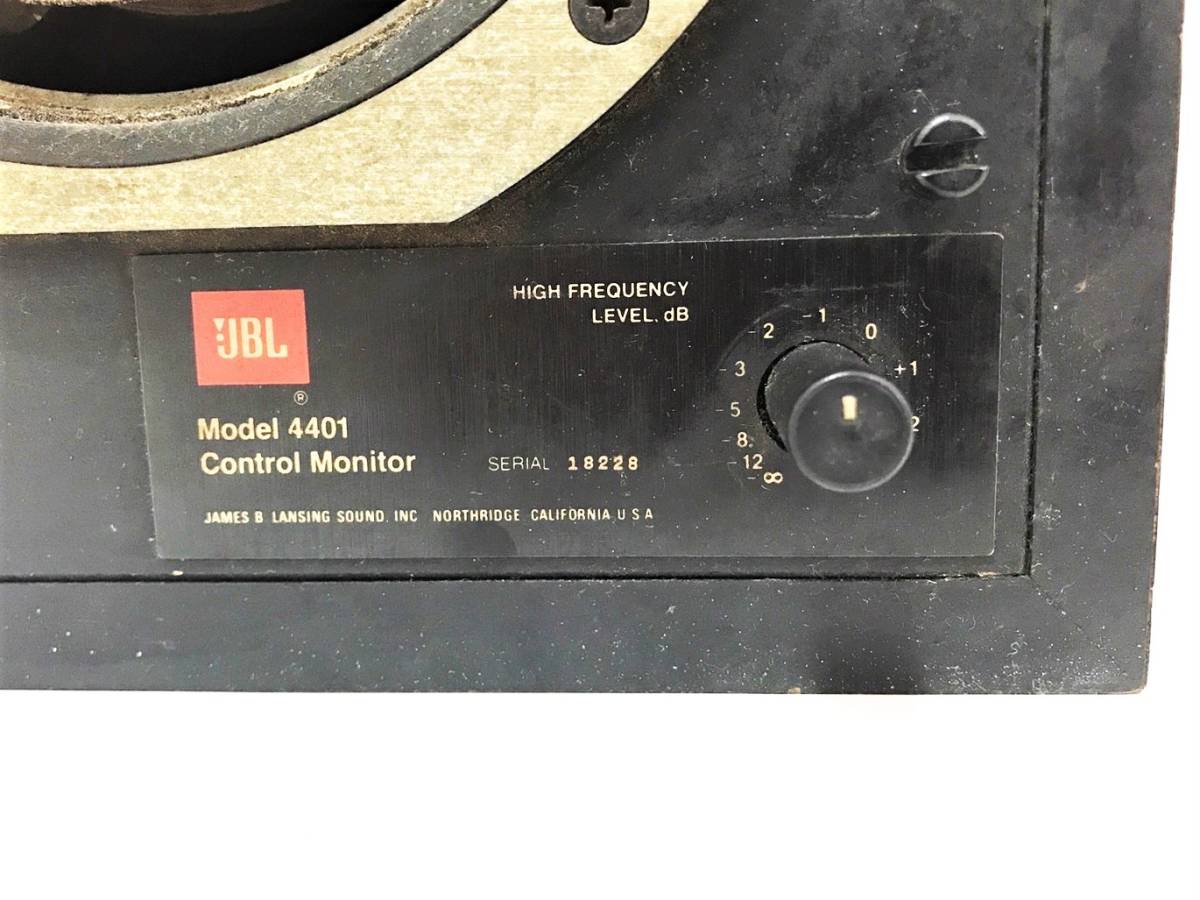 JBL
®
Model 4401
Control Monitor
SERIAL 18228
JAMES B LANSING SOUND, INC NORTHRIDGE CALIFORNIA U S A
HIGH FREQUENCY
LEVEL, dB
-∞
-12
-8
-5
-3
-2
-1
0
+1
2